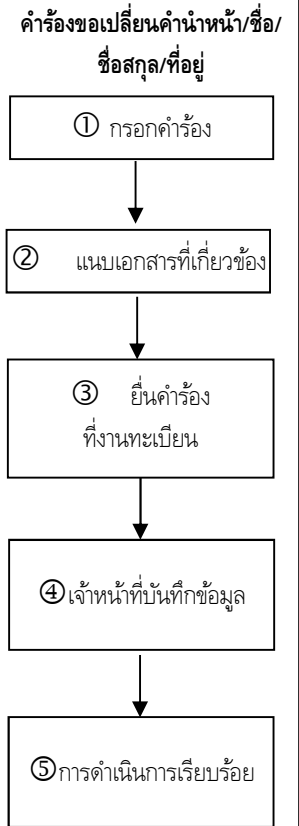 คำร้องขอเปลี่ยนคำนำหน้า/ชื่อ/
ชื่อสกุล/ที่อยู่
① กรอกคำร้อง
② แนบเอกสารที่เกี่ยวข้อง
③ ยื่นคำร้อง
ที่งานทะเบียน
④เจ้าหน้าที่บันทึกข้อมูล
⑤การดำเนินการเรียบร้อย